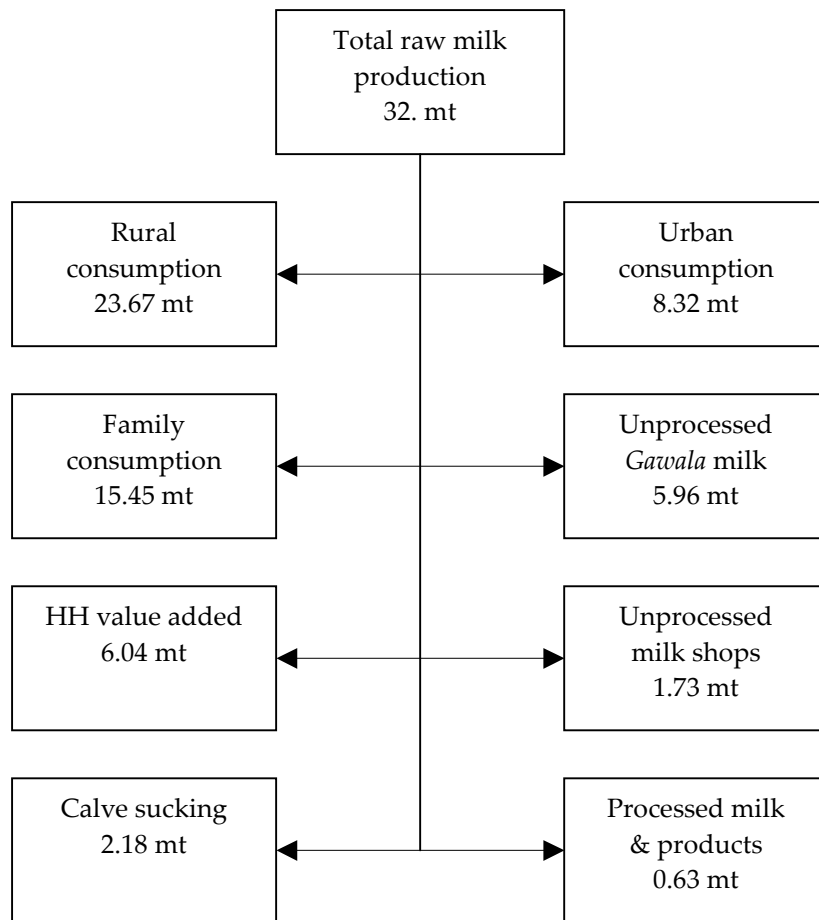 Total raw milk
production
32. mt
Rural
consumption
23.67 mt
Urban
consumption
8.32 mt
Family
consumption
15.45 mt
Unprocessed
Gawala milk
5.96 mt
HH value added
6.04 mt
Unprocessed
milk shops
1.73 mt
Calve sucking
2.18 mt
Processed milk
& products
0.63 mt